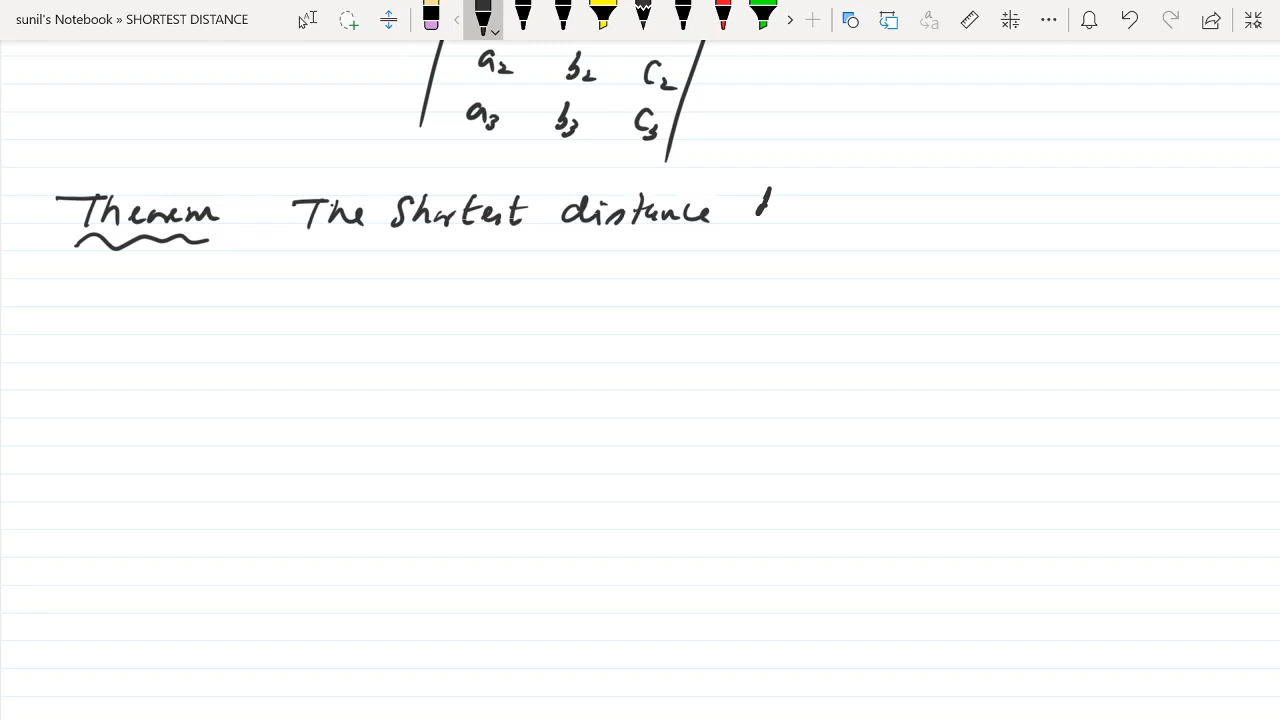 sunil's Notebook » SHORTEST DISTANCE
a₂ b₂ c₂
a₃ b₃ c₃
Theorem The Shortest distance